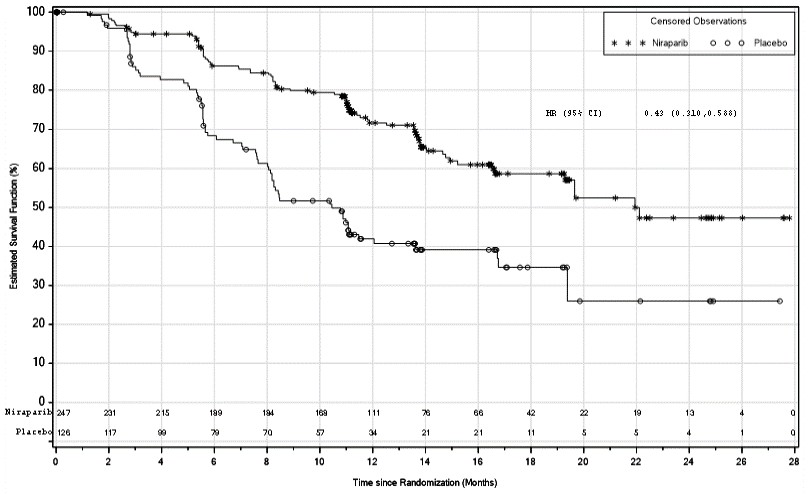 Censored Observations
Niraparib Placebo
HR (95% CI) 0.43 (0.310,0.588)
Estimated Survival Function (%)
100
90
80
70
60
50
40
30
20
10
0
Niraparib 247 231 215 189 184 168 111 76 66 42 22 19 13 4 0
Placebo 126 117 99 79 70 57 34 21 21 11 5 5 4 1 0
0 2 4 6 8 10 12 14 16 18 20 22 24 26 28
Time since Randomization (Months)